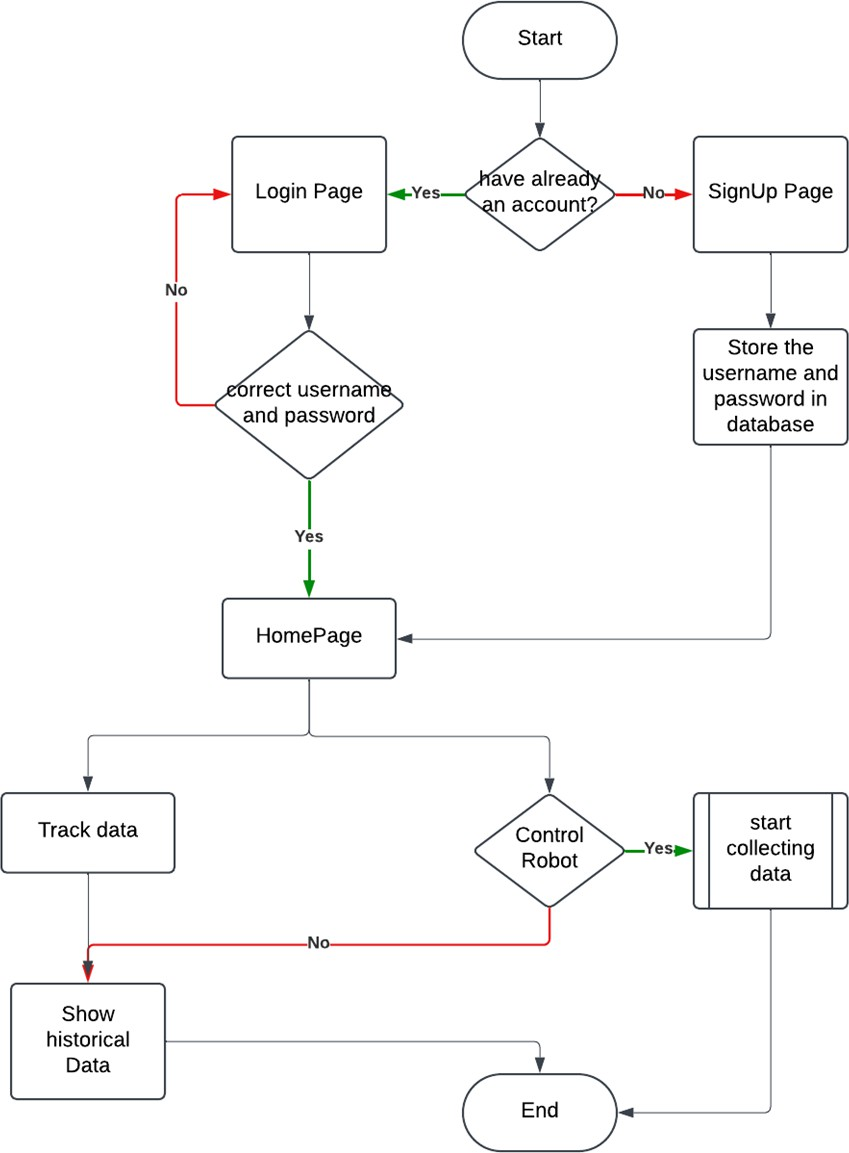 Start
have already
an account?
Yes
No
Login Page
SignUp Page
No
Store the
username and
password in
database
correct username
and password
Yes
HomePage
Track data
Control
Robot
Yes
start
collecting
data
No
Show
historical
Data
End